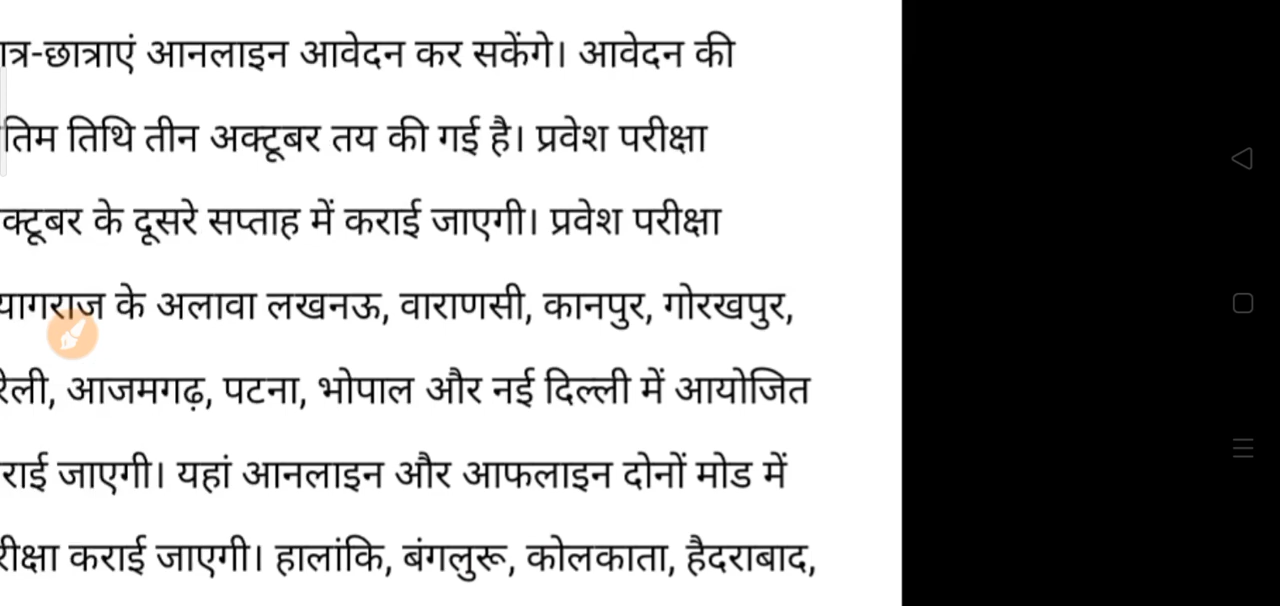 ात्र-छात्राएं आनलाइन आवेदन कर सकेंगे। आवेदन की
तिम तिथि तीन अक्टूबर तय की गई है। प्रवेश परीक्षा
क्टूबर के दूसरे सप्ताह में कराई जाएगी। प्रवेश परीक्षा
यागराज के अलावा लखनऊ, वाराणसी, कानपुर, गोरखपुर,
रेली, आजमगढ़, पटना, भोपाल और नई दिल्ली में आयोजित
राई जाएगी। यहां आनलाइन और आफलाइन दोनों मोड में
रीक्षा कराई जाएगी। हालांकि, बंगलुरू, कोलकाता, हैदराबाद,